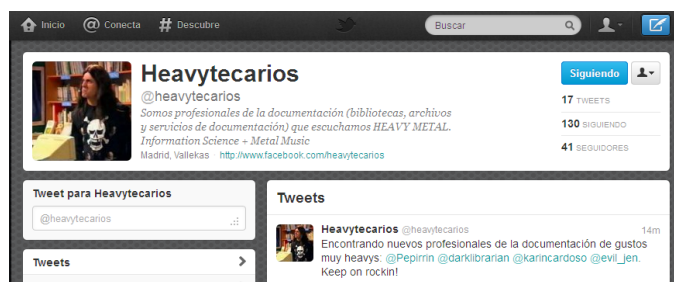 Inicio @ Conecta # Descubre Buscar
Heavytecarios
@heavytecarios
Somos profesionales de la documentación (bibliotecas, archivos
y servicios de documentación) que escuchamos HEAVY METAL.
Information Science + Metal Music
Madrid, Vallekas http://www.facebook.com/heavytecarios
Siguiendo
17 TWEETS
130 SIGUIENDO
41 SEGUIDORES
Tweet para Heavytecarios
@heavytecarios
Tweets
Tweets
Heavytecarios @heavytecarios 14m
Encontrando nuevos profesionales de la documentación de gustos
muy heavys: @Pepirrin @darklibrarian @karincardoso @evil_jen.
Keep on rockin!